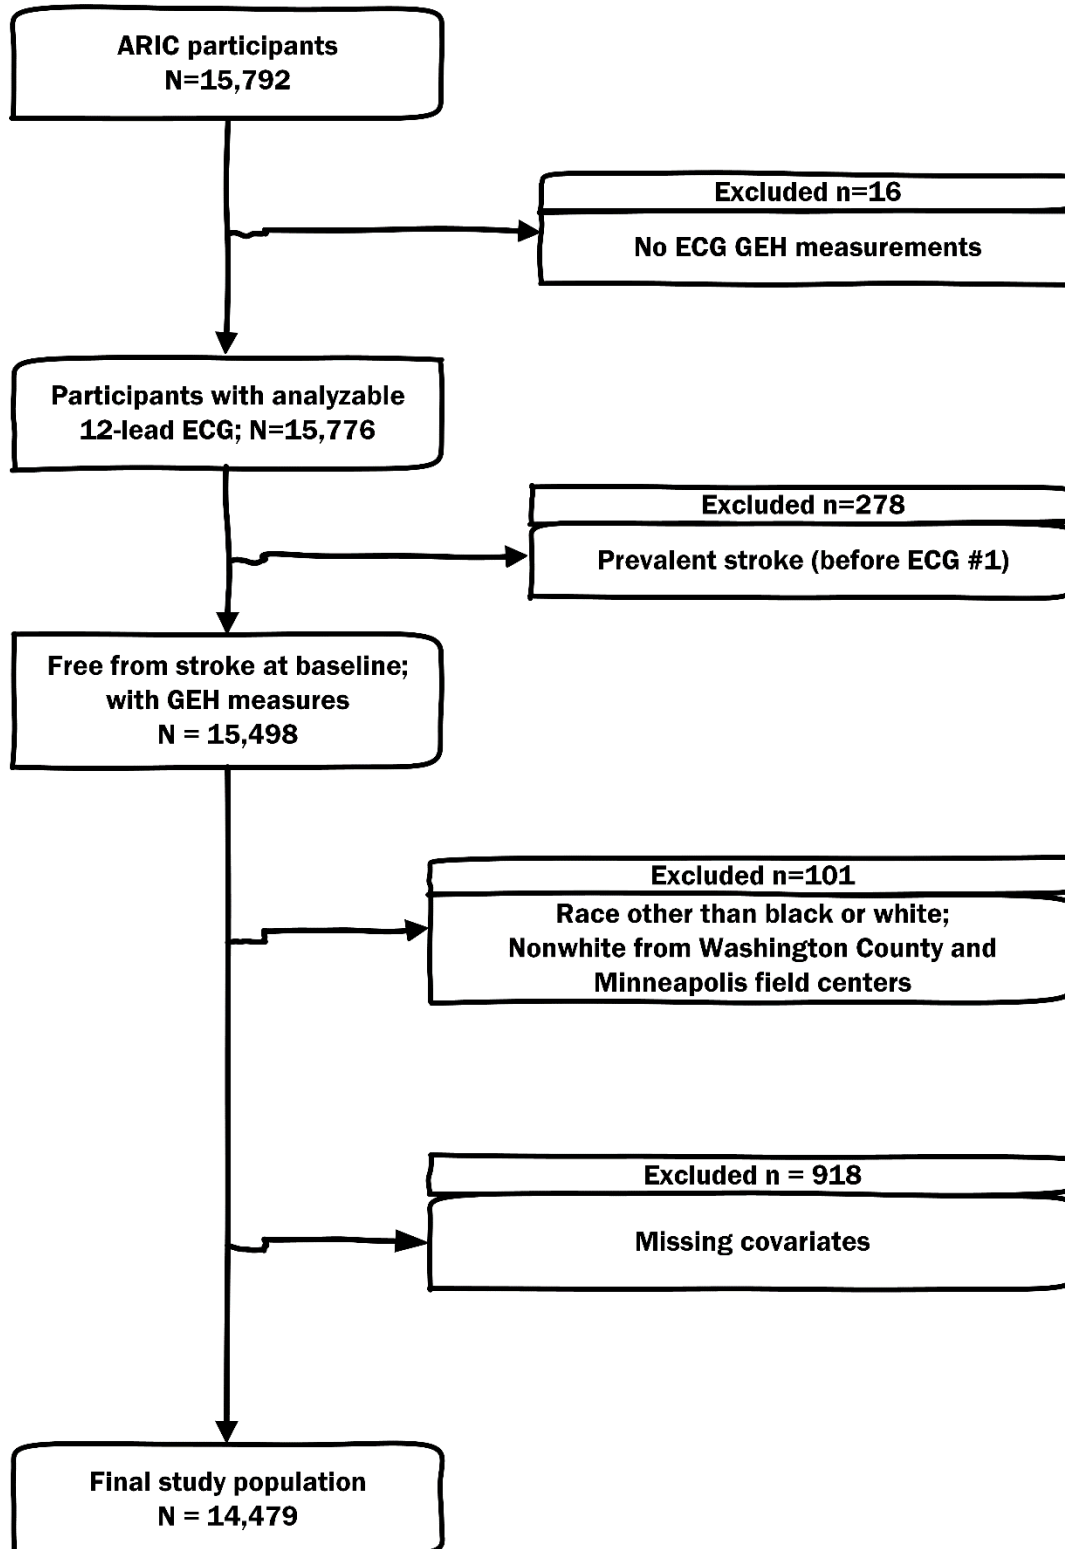 ARIC participants
N=15,792
Excluded n=16
No ECG GEH measurements
Participants with analyzable
12-lead ECG; N=15,776
Excluded n=278
Prevalent stroke (before ECG #1)
Free from stroke at baseline;
with GEH measures
N = 15,498
Excluded n=101
Race other than black or white;
Nonwhite from Washington County and
Minneapolis field centers
Excluded n = 918
Missing covariates
Final study population
N = 14,479